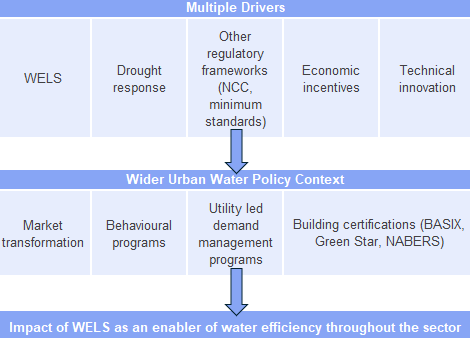 Multiple Drivers
WELS
Drought
response
Other
regulatory
frameworks
(NCC,
minimum
standards)
Economic
incentives
Technical
innovation
Wider Urban Water Policy Context
Market
transformation
Behavioural
programs
Utility led
demand
management
programs
Building certifications (BASIX,
Green Star, NABERS)
Impact of WELS as an enabler of water efficiency throughout the sector